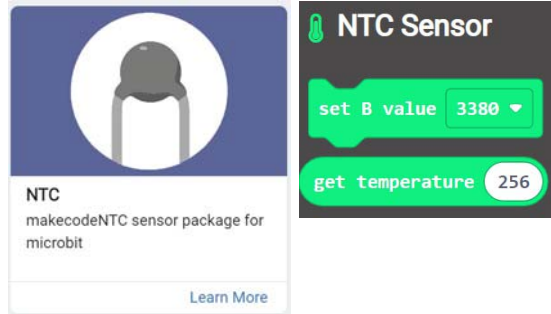 NTC
makecodeNTC sensor package for
microbit
Learn More
NTC Sensor
set B value 3380
get temperature 256